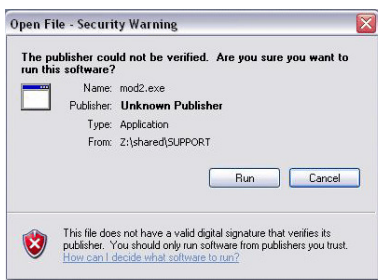 Open File - Security Warning
The publisher could not be verified. Are you sure you want to
run this software?
Name: mod2.exe
Publisher: Unknown Publisher
Type: Application
From: Z:\shared\SUPPORT
Run Cancel
This file does not have a valid digital signature that verifies its
publisher. You should only run software from publishers you trust.
How can I decide what software to run?